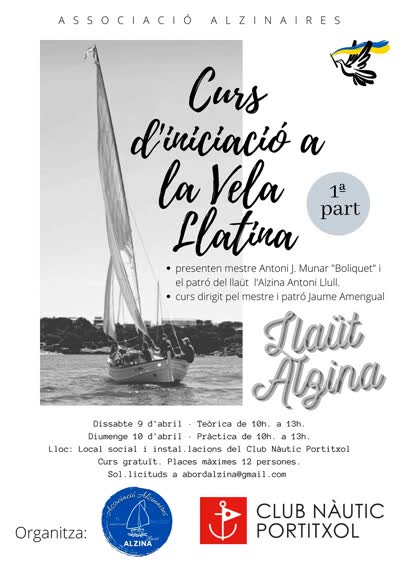 ASSOCIACIÓ ALZINAIRES
Curs
d'iniciació a
la Vela
Llatina
1ª
part
• presenten mestre Antoni J. Munar "Boliquet" i
el patró del llaüt l'Alzina Antoni Llull.
• curs dirigit pel mestre i patró Jaume Amengual
Llaüt
Alzina
Dissabte 9 d'abril · Teòrica de 10h. a 13h.
Diumenge 10 d'abril · Pràctica de 10h. a 13h.
Lloc: Local social i instal.lacions del Club Nàutic Portitxol
Curs gratuït. Places màximes 12 persones.
Sol.licituds a abordalzina@gmail.com
Organitza:
Associació Alzinaires
Llaüt
ALZINA
CLUB NÀUTIC
PORTITXOL